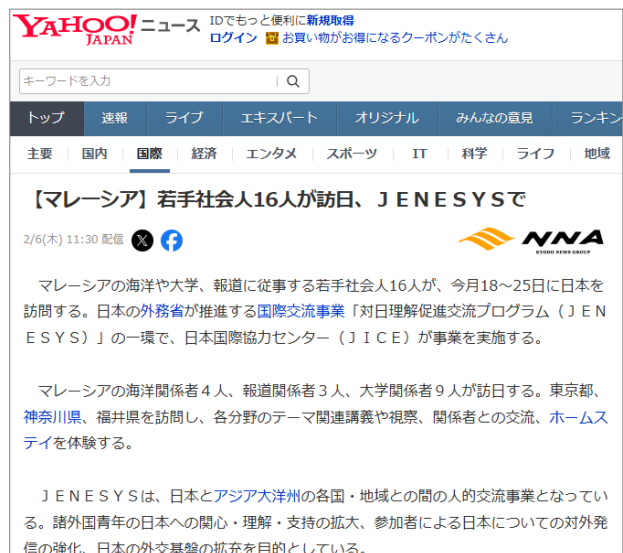 YAHOO! JAPAN ニュース
IDでもっと便利に新規取得
ログイン お買い物がお得になるクーポンがたくさん
キーワードを入力
トップ 速報 ライブ エキスパート オリジナル みんなの意見 ランキン
主要 国内 国際 経済 エンタメ スポーツ IT 科学 ライフ 地域
【マレーシア】若手社会人16人が訪日、ＪＥＮＥＳＹＳで
2/6(木) 11:30 配信
NNA
KYODO NEWS GROUP
マレーシアの海洋や大学、報道に従事する若手社会人16人が、今月18～25日に日本を
訪問する。日本の外務省が推進する国際交流事業「対日理解促進交流プログラム（ＪＥＮ
ＥＳＹＳ）」の一環で、日本国際協力センター（ＪＩＣＥ）が事業を実施する。
マレーシアの海洋関係者４人、報道関係者３人、大学関係者９人が訪日する。東京都、
神奈川県、福井県を訪問し、各分野のテーマ関連講義や視察、関係者との交流、ホームス
テイを体験する。
ＪＥＮＥＳＹＳは、日本とアジア大洋州の各国・地域との間の人的交流事業となってい
る。諸外国青年の日本への関心・理解・支持の拡大、参加者による日本についての対外発
信の強化、日本の外交基盤の拡充を目的としている。